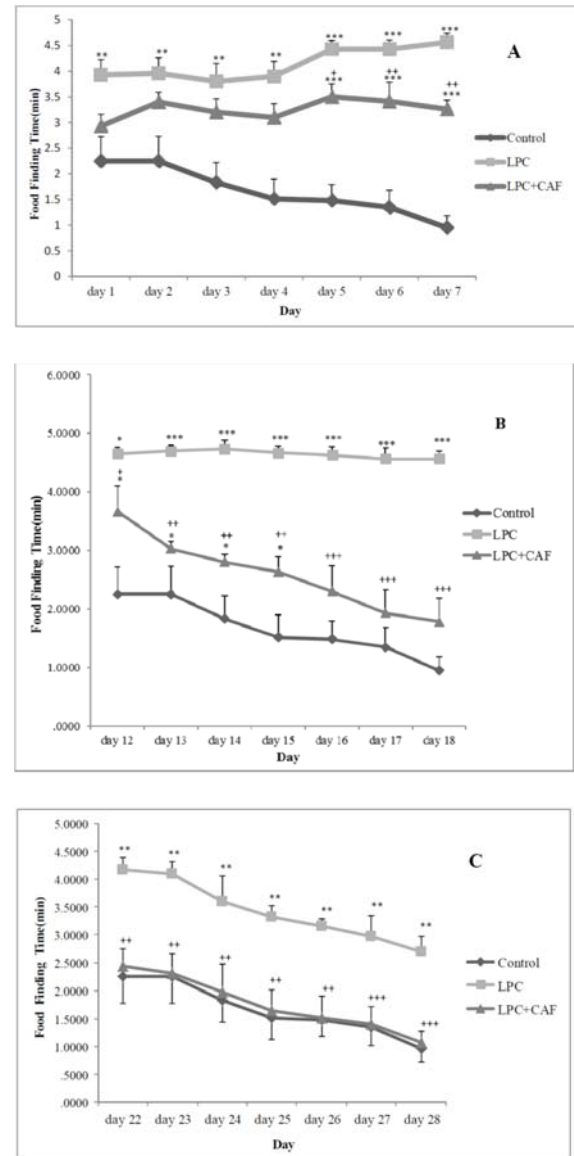 A
5
4.5
4
3.5
3
2.5
2
1.5
1
0.5
0
Food Finding Time(min)
** ** ** ** *** *** ***
+ ++ ++
*** *** ***
Control
LPC
LPC+CAF
day 1 day 2 day 3 day 4 day 5 day 6 day 7
Day
B
6.0000
5.0000
4.0000
3.0000
2.0000
1.0000
.0000
Food Finding Time(min)
* *** *** *** *** *** ***
+ ++ ++ ++ +++ +++ +++
* * * *
Control
LPC
LPC+CAF
day 12 day 13 day 14 day 15 day 16 day 17 day 18
Day
C
5.0000
4.5000
4.0000
3.5000
3.0000
2.5000
2.0000
1.5000
1.0000
.5000
.0000
Food Finding Time(min)
** ** ** ** ** ** **
++ ++ ++ ++ ++ +++ +++
Control
LPC
LPC+CAF
day 22 day 23 day 24 day 25 day 26 day 27 day 28
Day